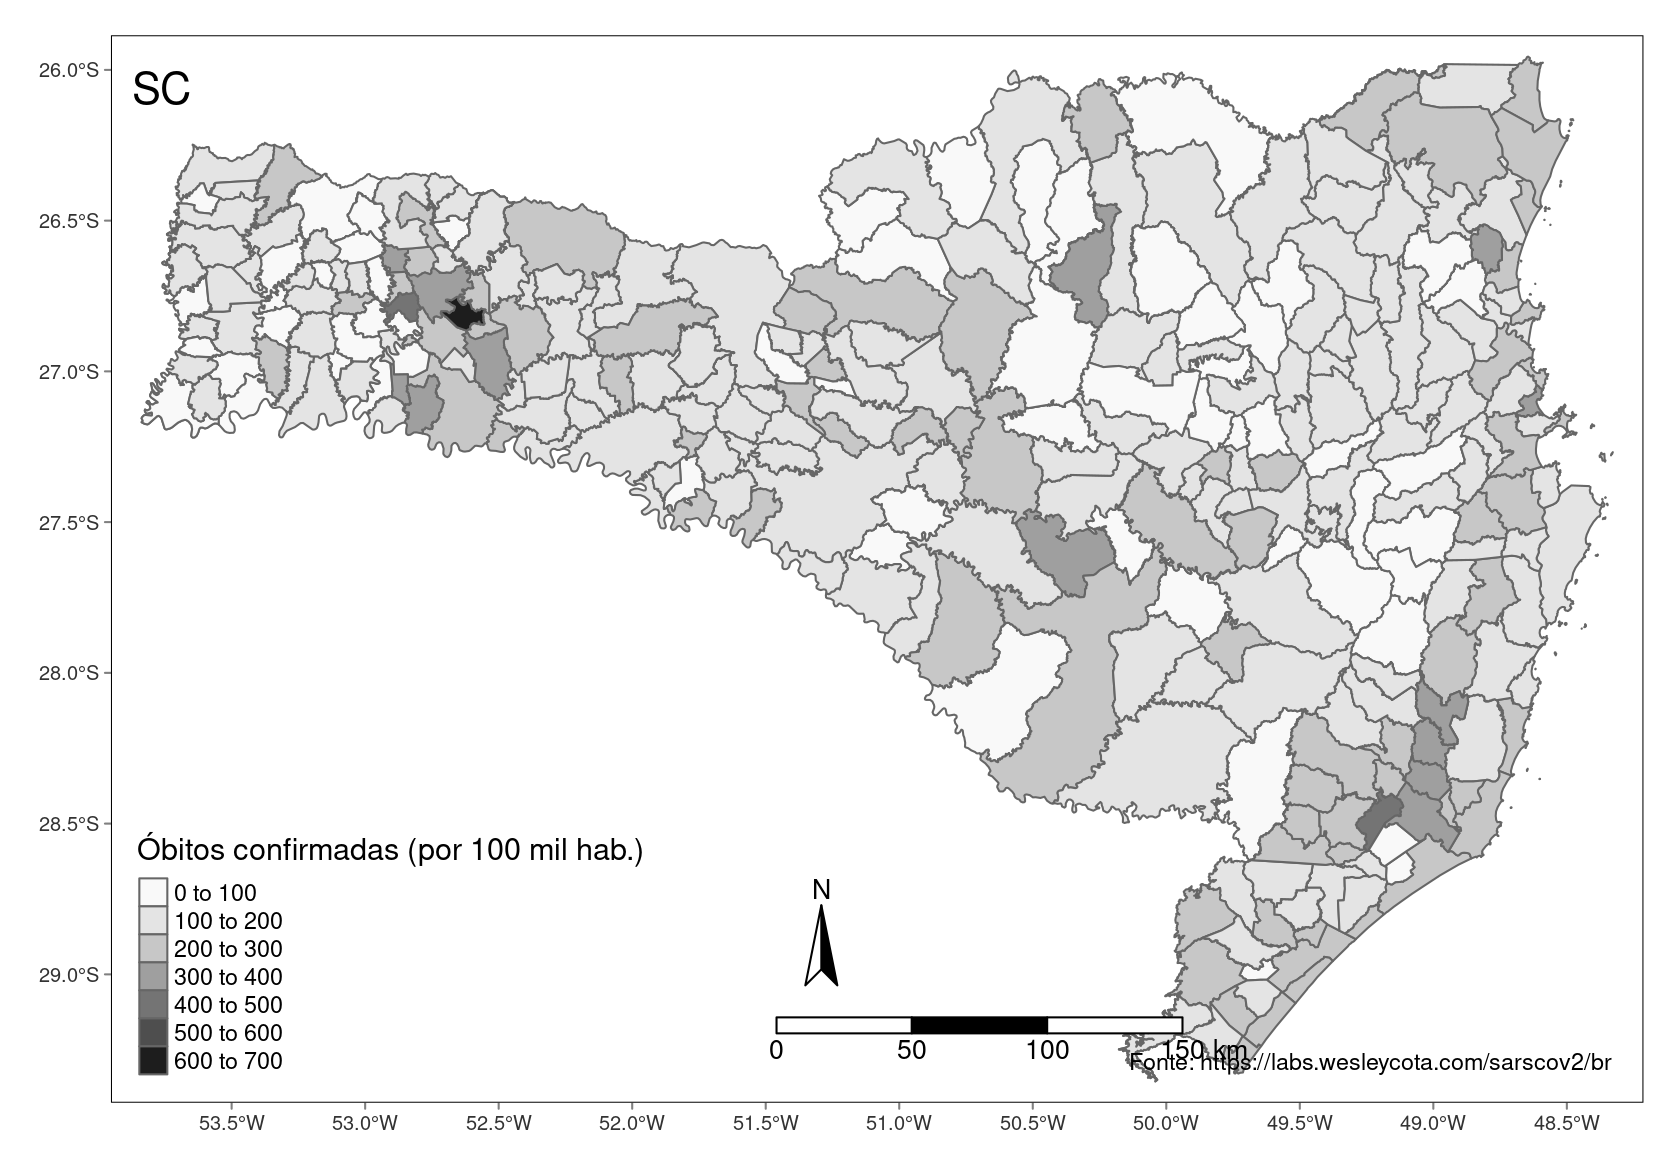 SC
26.0°S
26.5°S
27.0°S
27.5°S
28.0°S
28.5°S
29.0°S
Óbitos confirmadas (por 100 mil hab.)
0 to 100
100 to 200
200 to 300
300 to 400
400 to 500
500 to 600
600 to 700
N
0 50 100 150 km
Fonte: https://labs.wesleycota.com/sarscov2/br
53.5°W 53.0°W 52.5°W 52.0°W 51.5°W 51.0°W 50.5°W 50.0°W 49.5°W 49.0°W 48.5°W